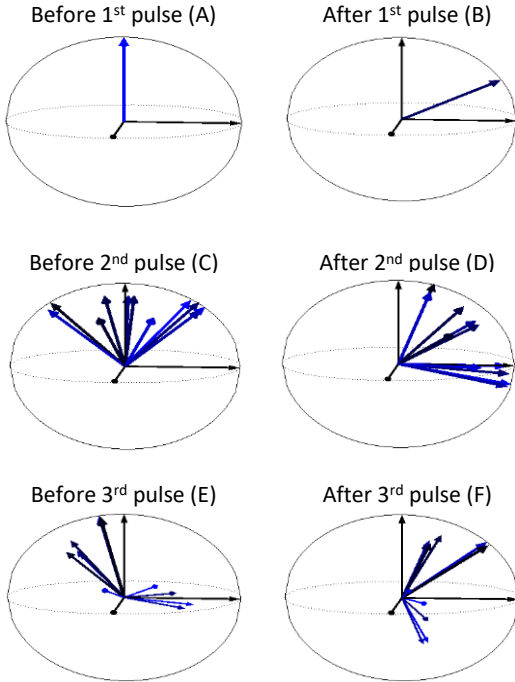 Before 1st pulse (A)
After 1st pulse (B)
Before 2nd pulse (C)
After 2nd pulse (D)
Before 3rd pulse (E)
After 3rd pulse (F)